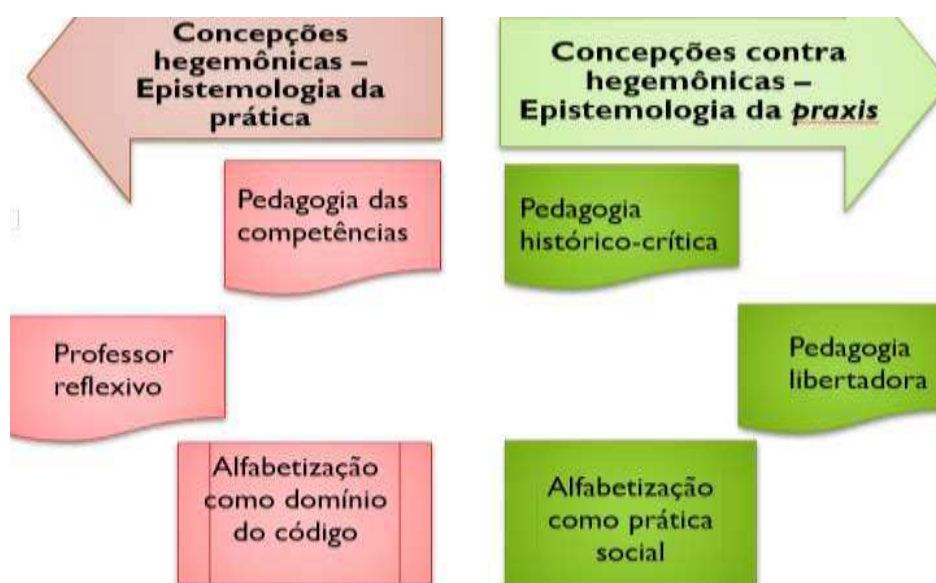 Concepções
hegemônicas –
Epistemologia da
prática
Concepções contra
hegemônicas –
Epistemologia da praxis
Pedagogia das
competências
Pedagogia
histórico-crítica
Professor
reflexivo
Pedagogia
libertadora
Alfabetização
como domínio
do código
Alfabetização
como prática
social